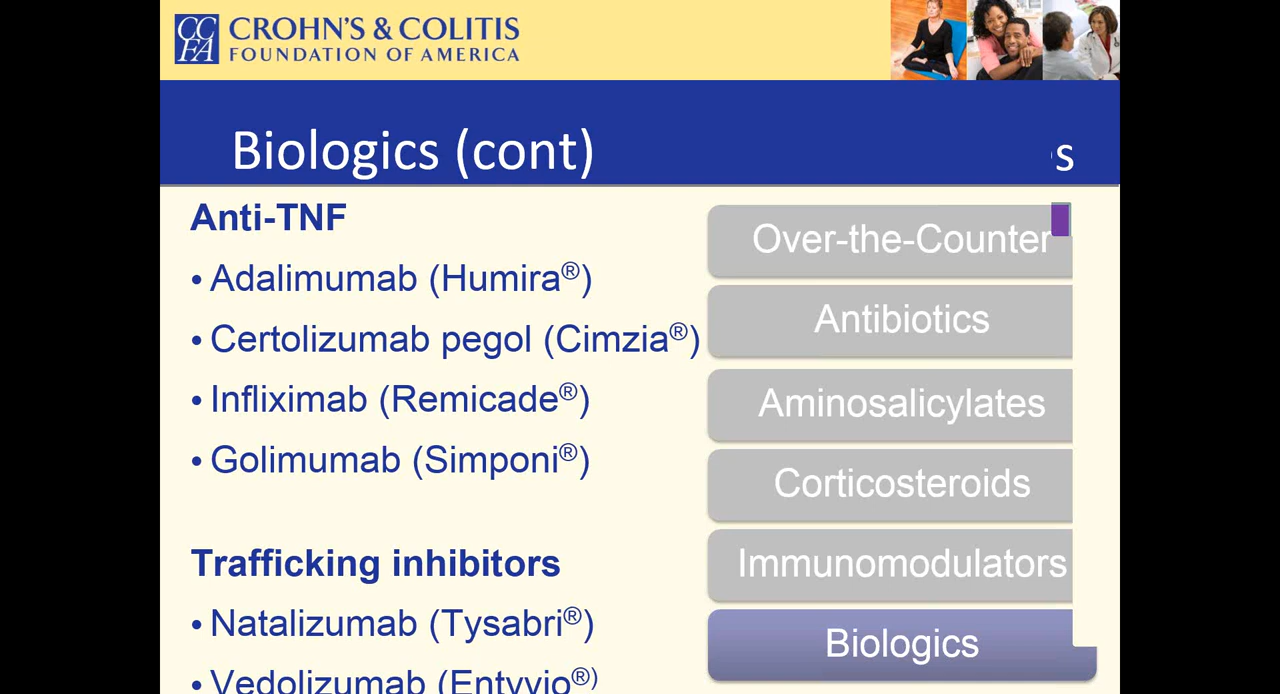 CCFA
CROHN'S & COLITIS
FOUNDATION OF AMERICA
Biologics (cont)
s
Anti-TNF
• Adalimumab (Humira®)
• Certolizumab pegol (Cimzia®)
• Infliximab (Remicade®)
• Golimumab (Simponi®)
Trafficking inhibitors
• Natalizumab (Tysabri®)
• Vedolizumab (Entyvio®)
Over-the-Counter
Antibiotics
Aminosalicylates
Corticosteroids
Immunomodulators
Biologics